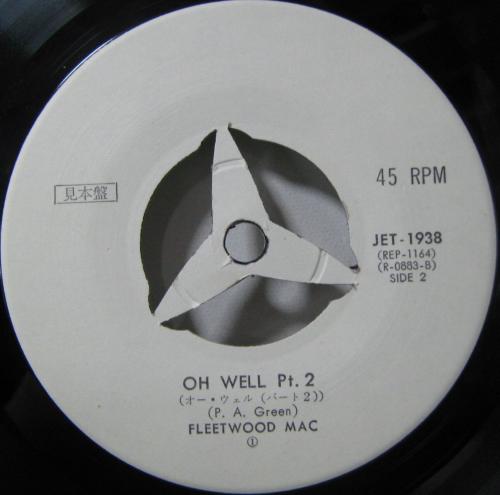 見本盤
45 RPM
JET-1938
(REP-1164)
(R-0883-B)
SIDE 2
OH WELL Pt. 2
(オー・ウェル (パート2))
(P. A. Green)
FLEETWOOD MAC
①